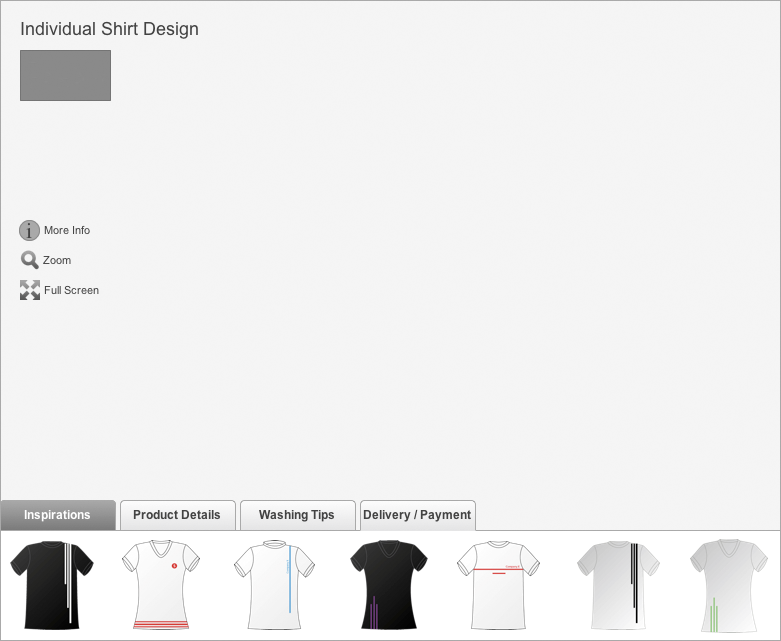 Individual Shirt Design
More Info
Zoom
Full Screen
Inspirations
Product Details
Washing Tips
Delivery / Payment